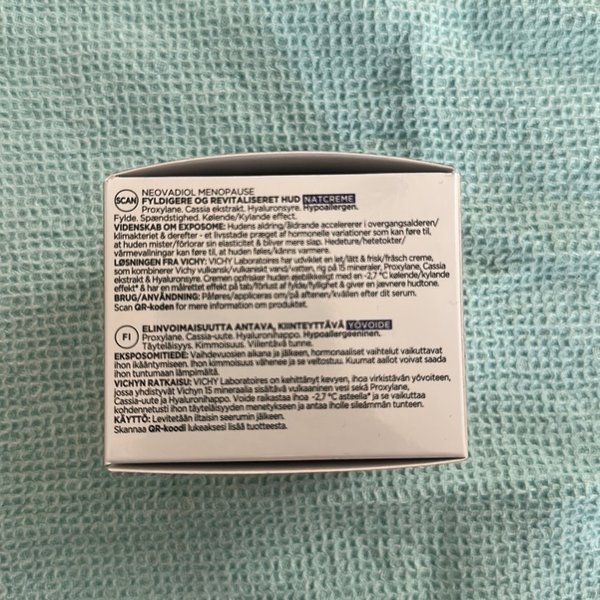 SCAN
NEOVADIOL MENOPAUSE
FYLDIGERE OG REVITALISERET HUD NATCREME
Proxylane. Cassia ekstrakt. Hyaluronsyre. Hypoallergen.
Fylde. Spændstighed. Kølende/Kylande effect.
VIDENSKAB OM EXPOSOME: Hudens aldring/åldrande accelererer i overgangsalderen/
klimakteriet & derefter - et livsstadie præget af hormonelle variationer som kan føre til,
at huden mister/förlorar sin elasticitet & bliver mere slap. Hedeture/hetetokter/
värmevallningar kan føre til, at huden føles/känns varmere.
LØSNINGEN FRA VICHY: VICHY Laboratoires har udviklet en let/lätt & frisk/fräsch creme,
som kombinerer Vichy vulkansk/vulkaniskt vand/vatten, rig på 15 mineraler, Proxylane, Cassia
ekstrakt & Hyaluronsyre. Cremen opfrisker huden øjeblikkeligt med en -2,7 °C kølende/kylande
effekt* & har en målrettet effekt på tab/förlust af fylde/fyllighet & giver en jævnere hudtone.
BRUG/ANVÄNDNING: Påføres/appliceres om/på aftenen/kvällen efter dit serum.
Scan QR-koden for mere information om produktet.
FI
ELINVOIMAISUUTTA ANTAVA, KIINTEYTTÄVÄ YÖVOIDE
Proxylane. Cassia-uute. Hyaluronihappo. Hypoallergeeninen.
Täyteläisyys. Kimmoisuus. Viilentävä tunne.
EKSPOSOMITIEDE: Vaihdevuosien aikana ja jälkeen, hormonaaliset vaihtelut vaikuttavat
ihon ikääntymiseen. Ihon kimmoisuus vähenee ja se veltostuu. Kuumat aallot voivat saada
ihon tuntumaan lämpimältä.
VICHYN RATKAISU: VICHY Laboratories on kehittänyt kevyen, ihoa virkistävän yövoiteen,
jossa yhdistyvät Vichyn 15 mineraalia sisältävä vulkaaninen vesi sekä Proxylane,
Cassia-uute ja Hyaluronihappo. Voide raikastaa ihoa -2,7 °C asteella* ja se vaikuttaa
kohdennetusti ihon täyteläisyyden menetykseen ja antaa iholle sileämmän tunteen.
KÄYTTÖ: Levitetään iltaisin seerumin jälkeen.
Skannaa QR-koodi lukeaksesi lisää tuotteesta.